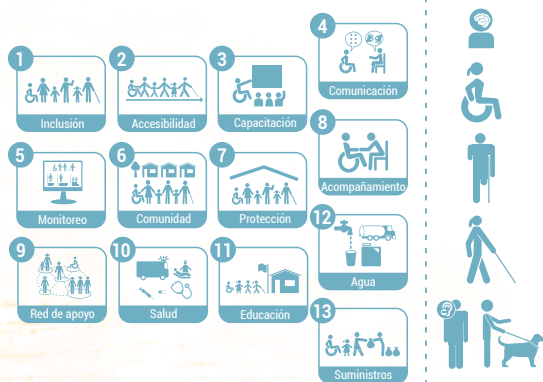 1
Inclusión
2
Accesibilidad
3
Capacitación
4
Comunicación
5
Monitoreo
6
Comunidad
7
Protección
8
Acompañamiento
9
Red de apoyo
10
Salud
11
Educación
12
Agua
13
Suministros